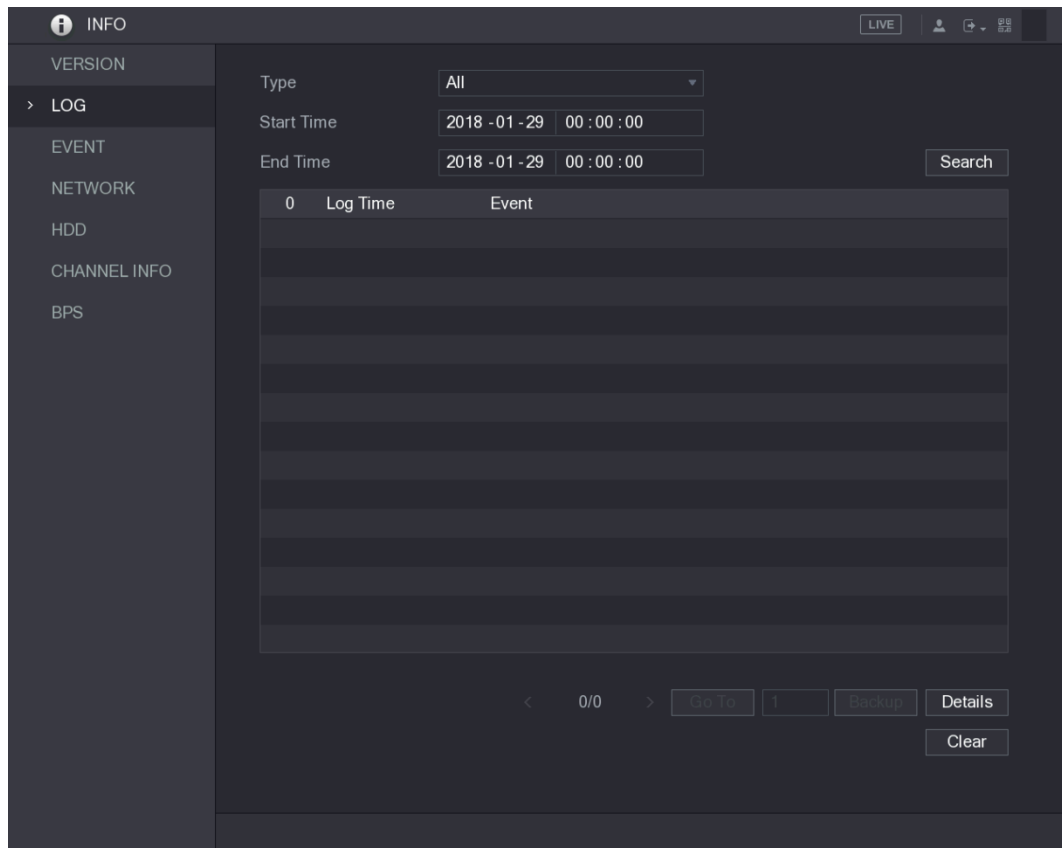 INFO LIVE
VERSION
LOG
EVENT
NETWORK
HDD
CHANNEL INFO
BPS
Type All
Start Time 2018 -01 -29 00 : 00 : 00
End Time 2018 -01 -29 00 : 00 : 00 Search
0 Log Time Event
< 0/0 > Go To 1 Backup Details
Clear